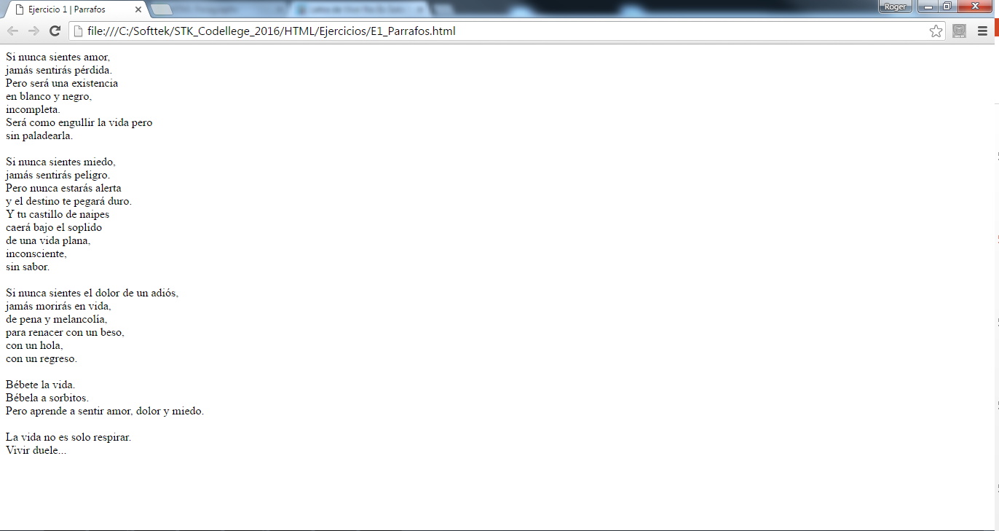 Ejercicio 1 | Parrafos
Roger
file:///C:/Softtek/STK_Codellege_2016/HTML/Ejercicios/E1_Parrafos.html
Si nunca sientes amor,
jamás sentirás pérdida.
Pero será una existencia
en blanco y negro,
incompleta.
Será como engullir la vida pero
sin paladearla.
Si nunca sientes miedo,
jamás sentirás peligro.
Pero nunca estarás alerta
y el destino te pegará duro.
Y tu castillo de naipes
caerá bajo el soplido
de una vida plana,
inconsciente,
sin sabor.
Si nunca sientes el dolor de un adiós,
jamás morirás en vida,
de pena y melancolía,
para renacer con un beso,
con un hola,
con un regreso.
Bébete la vida.
Bébela a sorbitos.
Pero aprende a sentir amor, dolor y miedo.
La vida no es solo respirar.
Vivir duele...